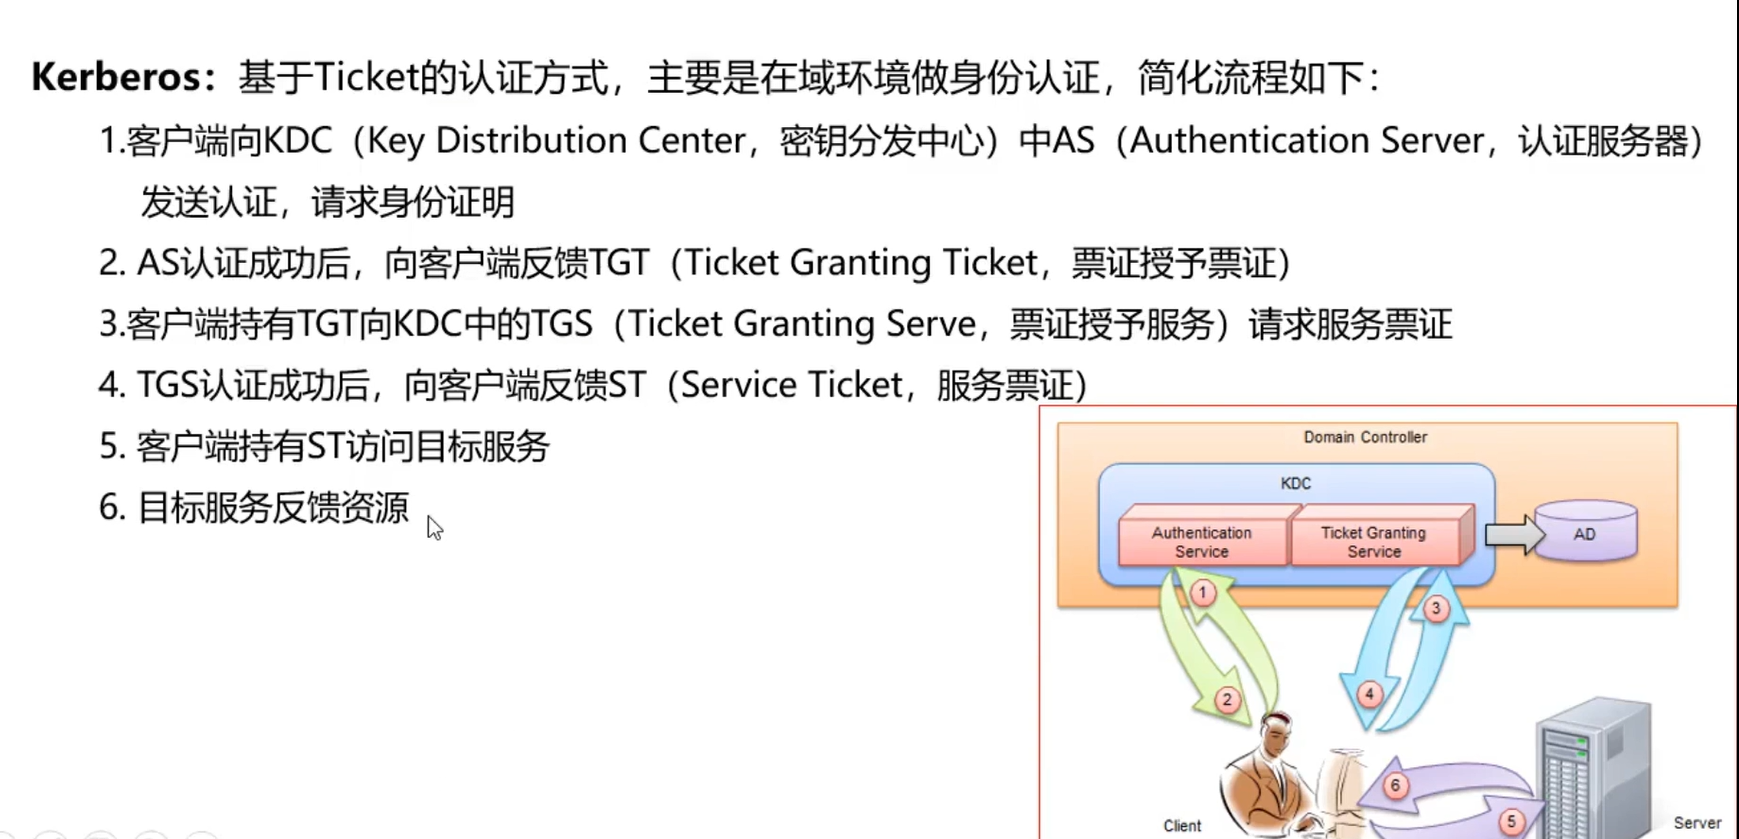 Kerberos：基于Ticket的认证方式，主要是在域环境做身份认证，简化流程如下：
1.客户端向KDC（Key Distribution Center，密钥分发中心）中AS（Authentication Server，认证服务器）
发送认证，请求身份证明
2. AS认证成功后，向客户端反馈TGT（Ticket Granting Ticket，票证授予票证）
3.客户端持有TGT向KDC中的TGS（Ticket Granting Serve，票证授予服务）请求服务票证
4. TGS认证成功后，向客户端反馈ST（Service Ticket，服务票证）
5. 客户端持有ST访问目标服务
6. 目标服务反馈资源
Domain Controller
KDC
Authentication
Service
Ticket Granting
Service
AD
1
3
2
4
6
5
Client
Server